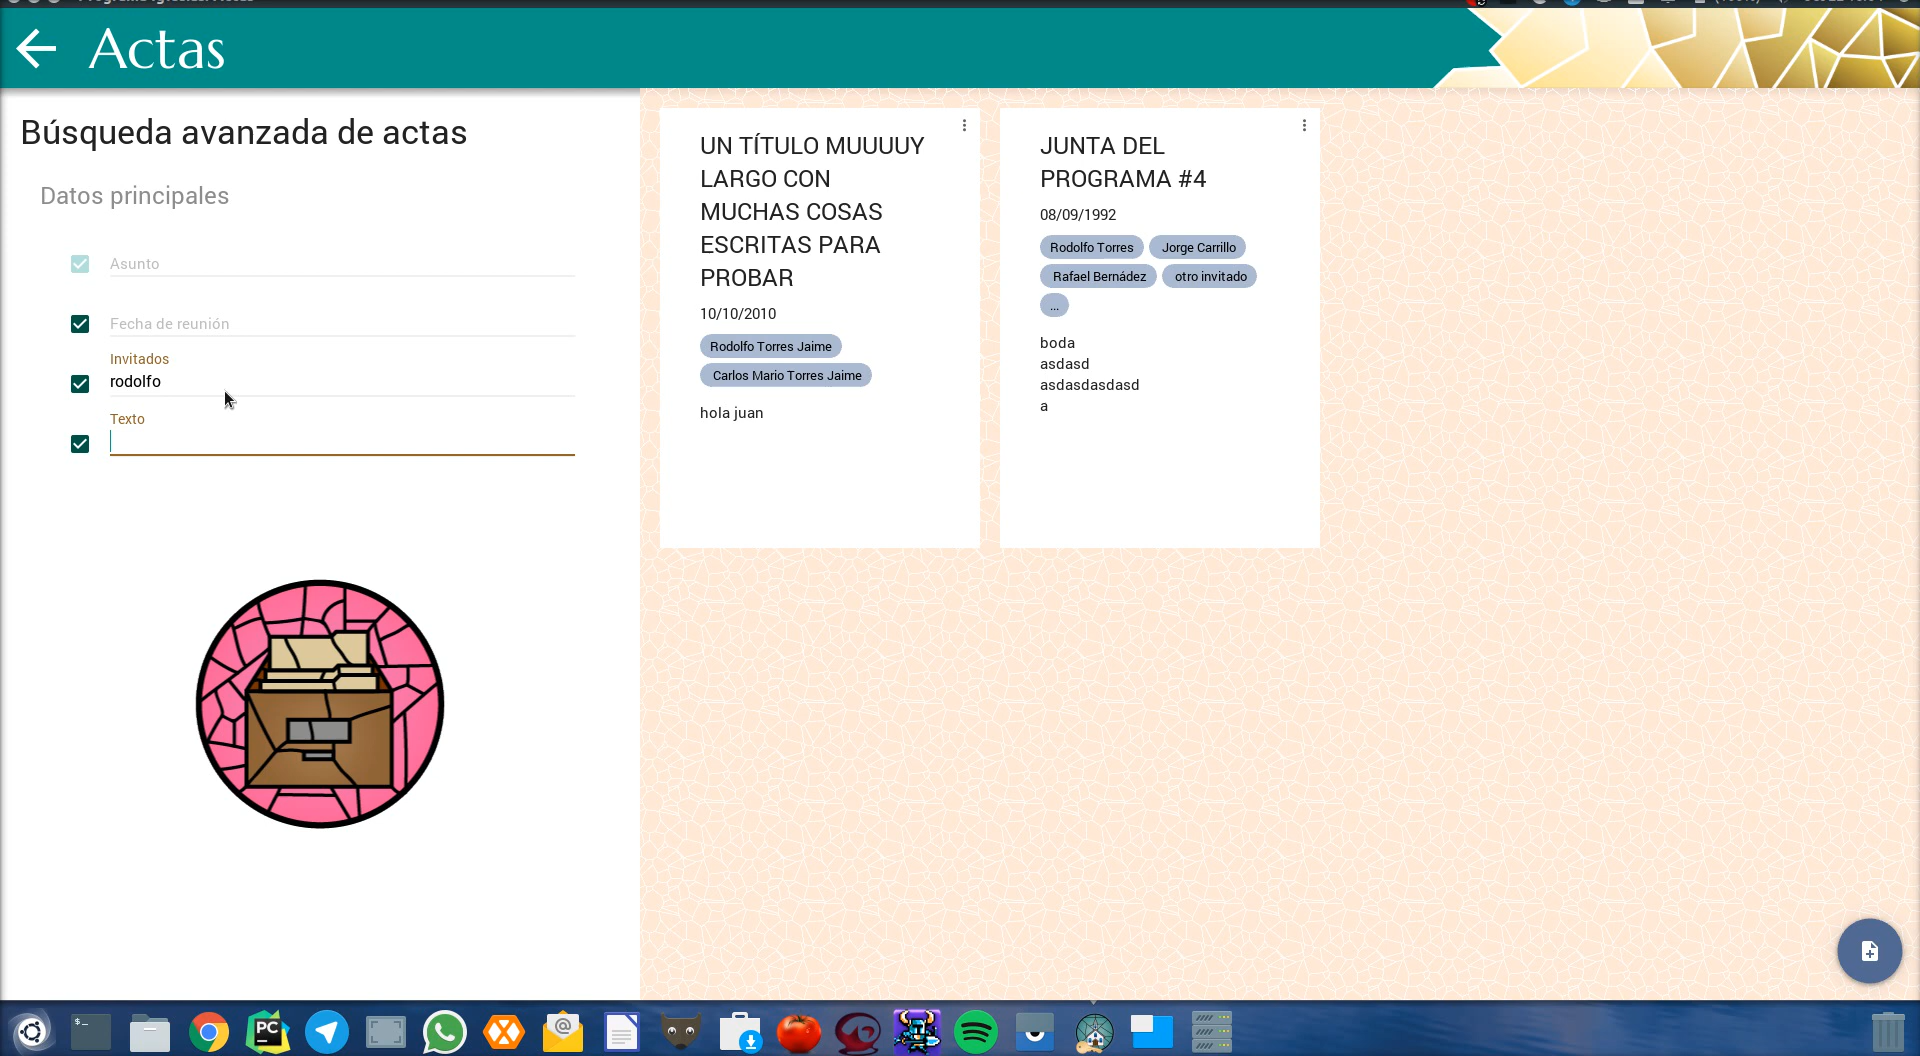 Actas
Búsqueda avanzada de actas
Datos principales
Asunto
Fecha de reunión
Invitados
rodolfo
Texto
UN TÍTULO MUUUUY
LARGO CON
MUCHAS COSAS
ESCRITAS PARA
PROBAR
10/10/2010
Rodolfo Torres Jaime
Carlos Mario Torres Jaime
hola juan
JUNTA DEL
PROGRAMA #4
08/09/1992
Rodolfo Torres
Jorge Carrillo
Rafael Bernádez
otro invitado
...
boda
asdasd
asdasdasdasd
a
$_
PC
@